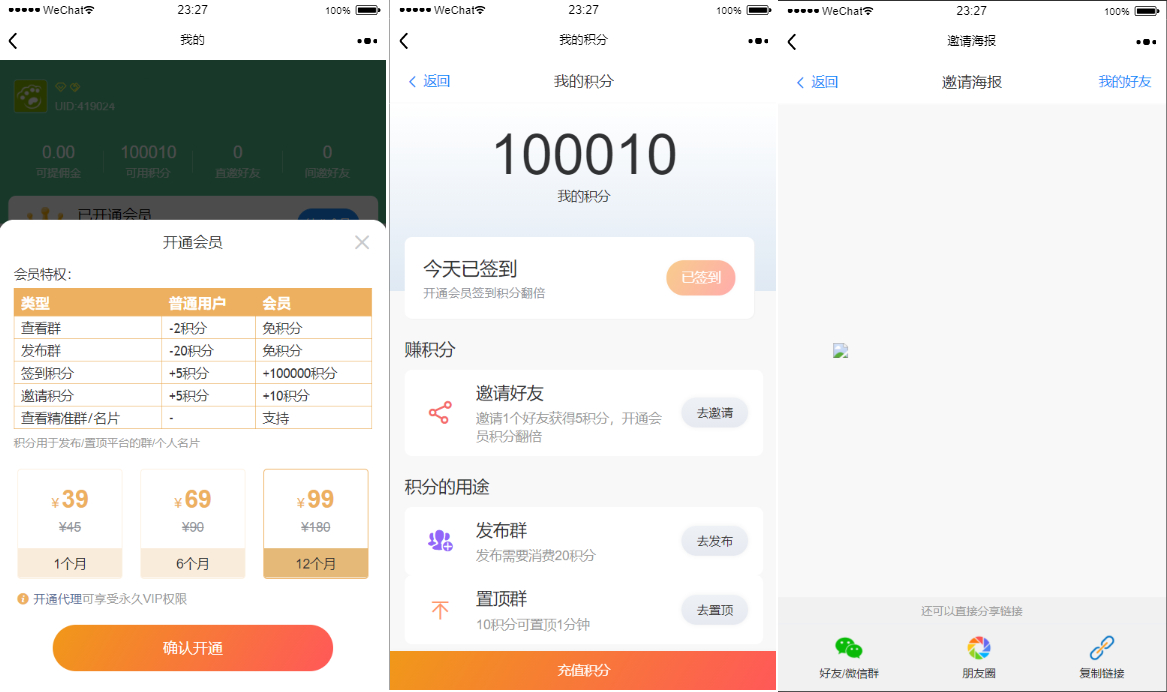 ●●●●● WeChat 23:27 100%
我的
UID:419024
0.00 100010 0 0
可提佣金 可用积分 直邀好友 间邀好友
已开通会员
开通会员
会员特权:
类型 普通用户 会员
查看群 -2积分 免积分
发布群 -20积分 免积分
签到积分 +5积分 +100000积分
邀请积分 +5积分 +10积分
查看精准群/名片 - 支持
积分用于发布/置顶平台的群/个人名片
¥39 ¥69 ¥99
¥45 ¥90 ¥180
1个月 6个月 12个月
开通代理可享受永久VIP权限
确认开通
●●●●● WeChat 23:27 100%
我的积分
返回 我的积分
100010
我的积分
今天已签到
开通会员签到积分翻倍
已签到
赚积分
邀请好友
邀请1个好友获得5积分，开通会
员积分翻倍
去邀请
积分的用途
发布群
发布需要消费20积分
去发布
置顶群
10积分可置顶1分钟
去置顶
充值积分
●●●●● WeChat 23:27 100%
邀请海报
返回 邀请海报 我的好友
还可以直接分享链接
好友/微信群 朋友圈 复制链接